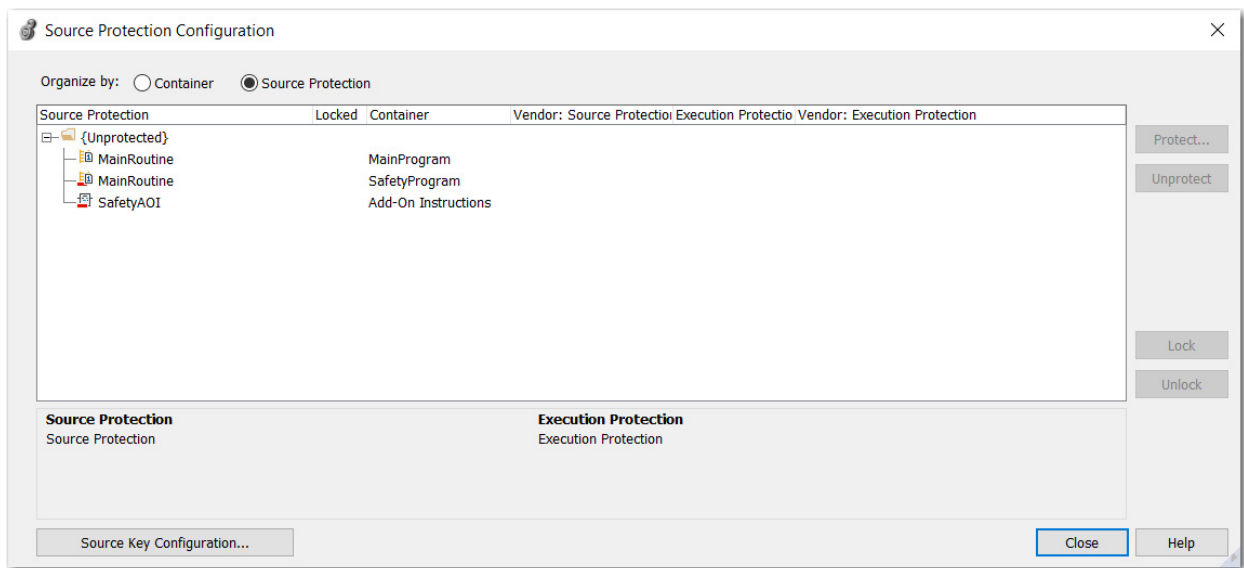 Source Protection Configuration
Organize by: Container Source Protection
Source Protection Locked Container Vendor: Source Protectio Execution Protectio Vendor: Execution Protection
{Unprotected}
MainRoutine MainProgram
MainRoutine SafetyProgram
SafetyAOI Add-On Instructions
Protect...
Unprotect
Lock
Unlock
Source Protection Execution Protection
Source Protection Execution Protection
Source Key Configuration... Close Help